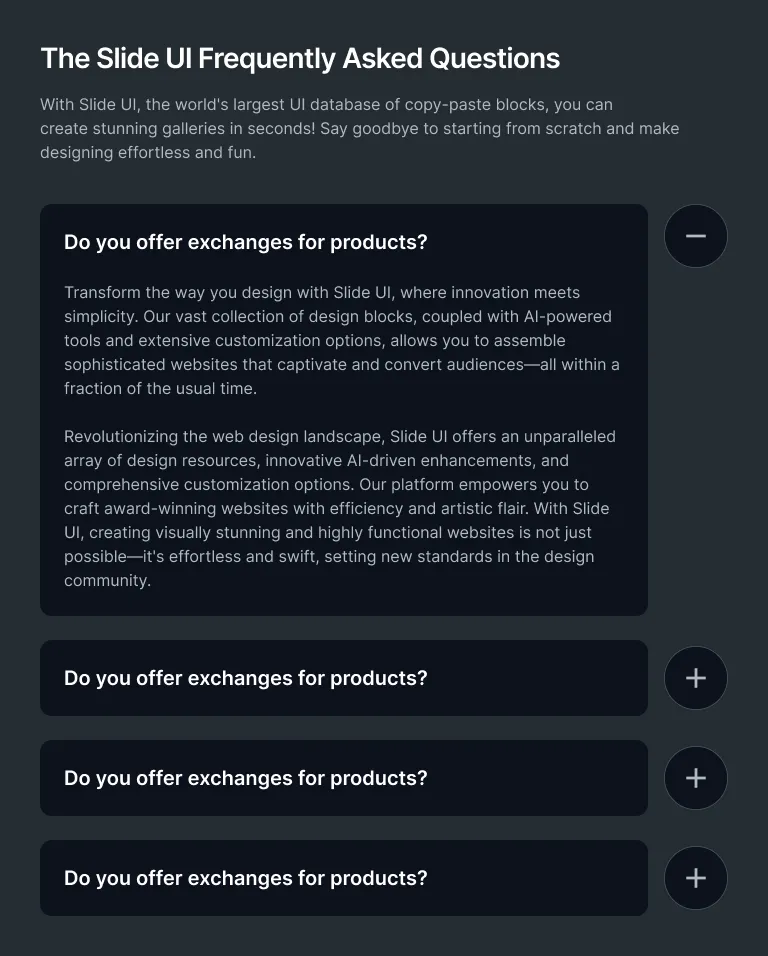 The Slide UI Frequently Asked Questions
With Slide UI, the world's largest UI database of copy-paste blocks, you can
create stunning galleries in seconds! Say goodbye to starting from scratch and make
designing effortless and fun.
Do you offer exchanges for products?
Transform the way you design with Slide UI, where innovation meets
simplicity. Our vast collection of design blocks, coupled with AI-powered
tools and extensive customization options, allows you to assemble
sophisticated websites that captivate and convert audiences—all within a
fraction of the usual time.
Revolutionizing the web design landscape, Slide UI offers an unparalleled
array of design resources, innovative AI-driven enhancements, and
comprehensive customization options. Our platform empowers you to
craft award-winning websites with efficiency and artistic flair. With Slide
UI, creating visually stunning and highly functional websites is not just
possible—it's effortless and swift, setting new standards in the design
community.
Do you offer exchanges for products?
Do you offer exchanges for products?
Do you offer exchanges for products?